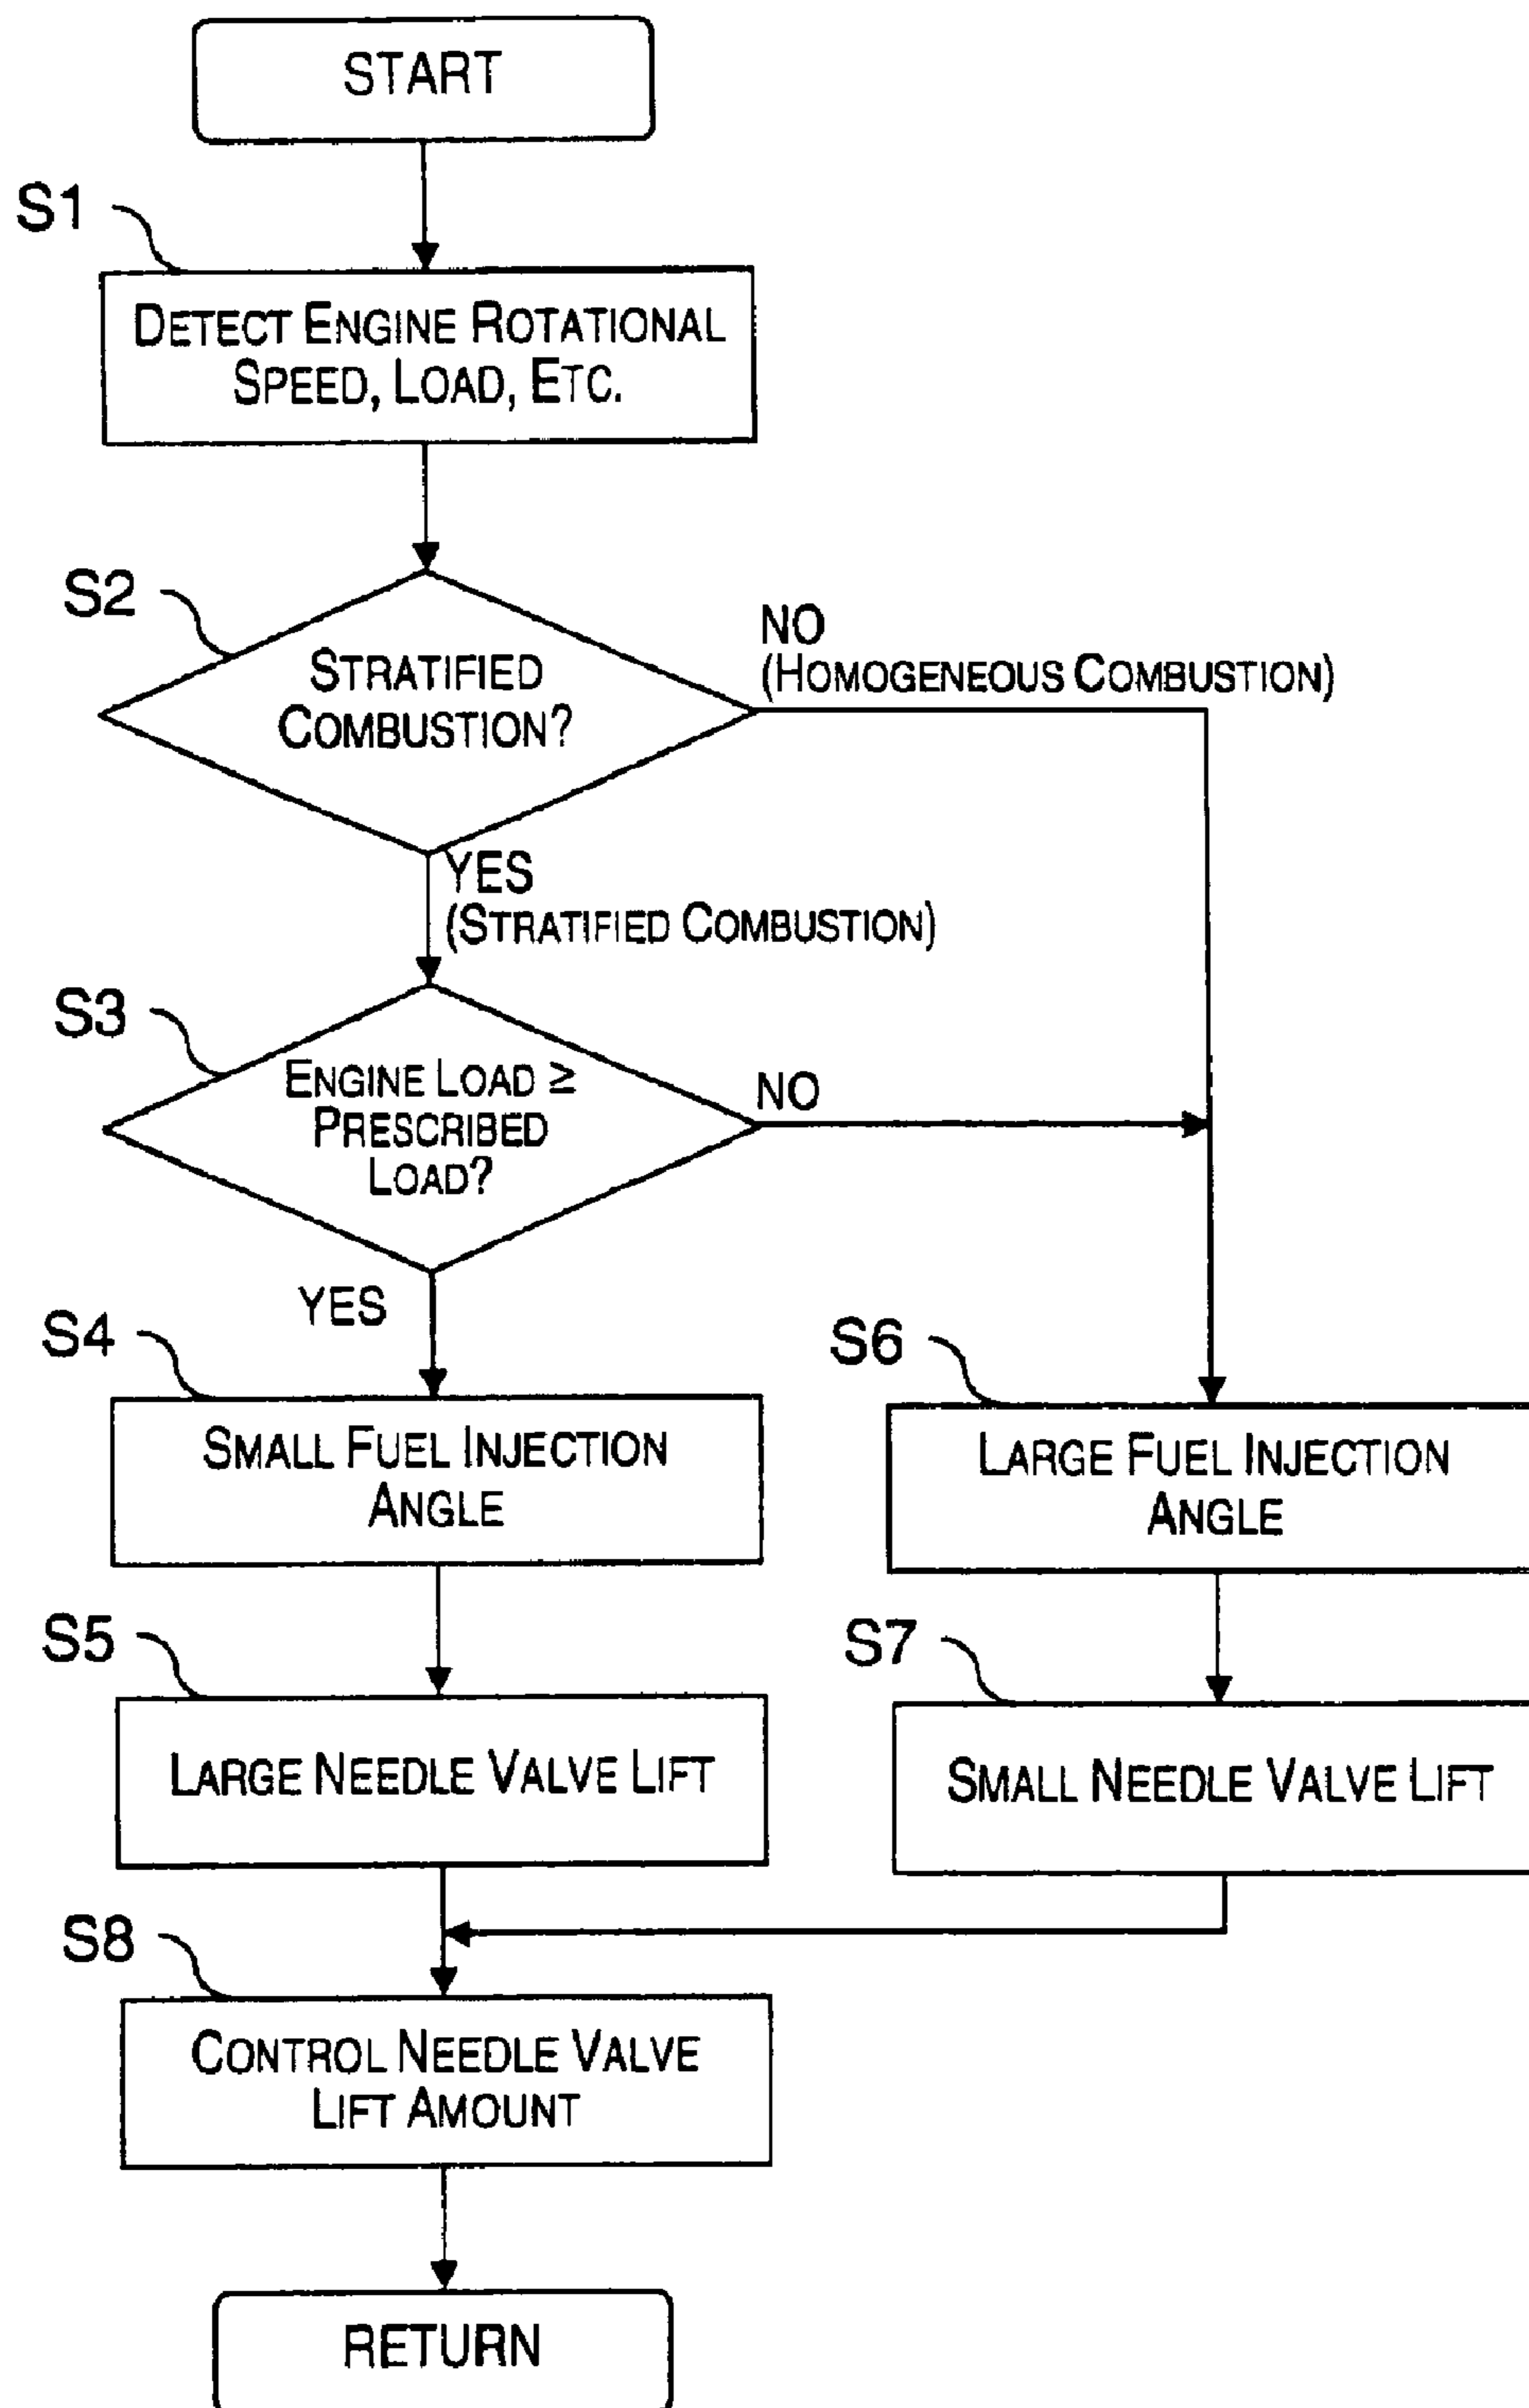 START
S1
DETECT ENGINE ROTATIONAL
SPEED, LOAD, ETC.
S2
STRATIFIED
COMBUSTION?
NO
(HOMOGENEOUS COMBUSTION)
YES
(STRATIFIED COMBUSTION)
S3
ENGINE LOAD ≥
PRESCRIBED
LOAD?
NO
YES
S4
SMALL FUEL INJECTION
ANGLE
S6
LARGE FUEL INJECTION
ANGLE
S5
LARGE NEEDLE VALVE LIFT
S7
SMALL NEEDLE VALVE LIFT
S8
CONTROL NEEDLE VALVE
LIFT AMOUNT
RETURN